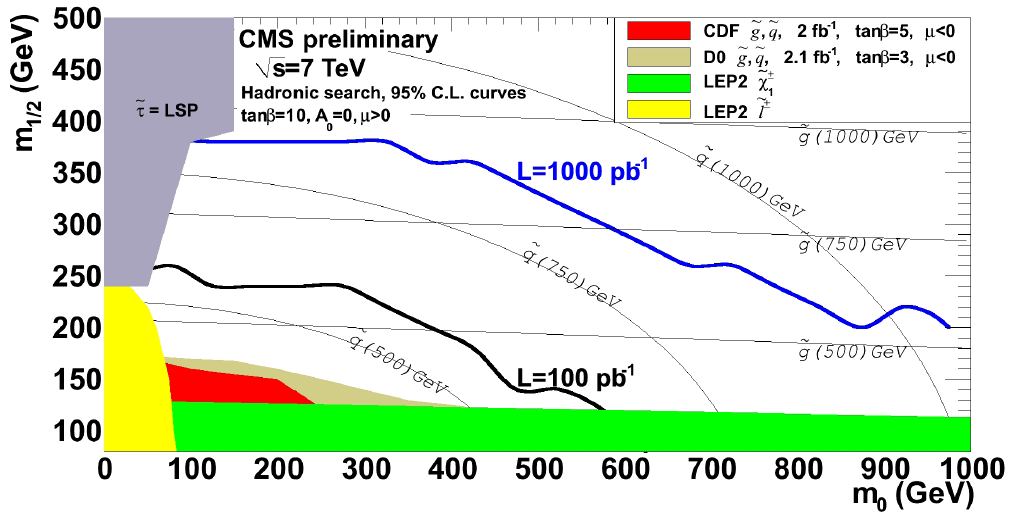 m1/2 (GeV)
500
450
400
350
300
250
200
150
100
CMS preliminary
√s=7 TeV
Hadronic search, 95% C.L. curves
tanβ=10, A0=0, μ>0
τ̃ = LSP
CDF g̃, q̃, 2 fb-1, tanβ=5, μ<0
D0 g̃, q̃, 2.1 fb-1, tanβ=3, μ<0
LEP2 χ̃1±
LEP2 l̃±
g̃(1000)GeV
q̃(1000)GeV
L=1000 pb-1
g̃(750)GeV
q̃(750)GeV
g̃(500)GeV
q̃(500)GeV
L=100 pb-1
0 100 200 300 400 500 600 700 800 900 1000
m0 (GeV)